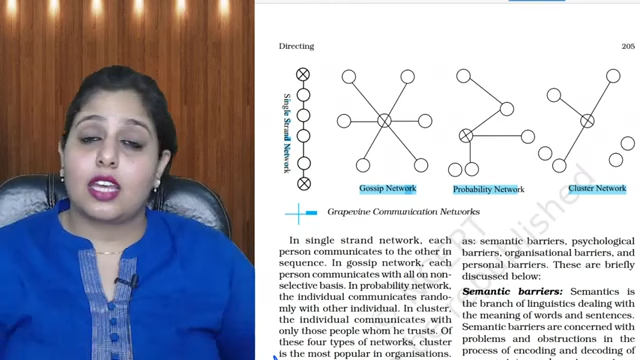 Directing
205
Single Strand Network
Gossip Network
Probability Network
Cluster Network
Grapevine Communication Networks
In single strand network, each
person communicates to the other in
sequence. In gossip network, each
person communicates with all on non-
selective basis. In probability network,
the individual communicates rando-
mly with other individual. In cluster,
the individual communicates with
only those people whom he trusts. Of
these four types of networks, cluster
is the most popular in organisations.
as: semantic barriers, psychological
barriers, organisational barriers, and
personal barriers. These are briefly
discussed below:
Semantic barriers: Semantics is
the branch of linguistics dealing with
the meaning of words and sentences.
Semantic barriers are concerned with
problems and obstructions in the
process of encoding and decoding of